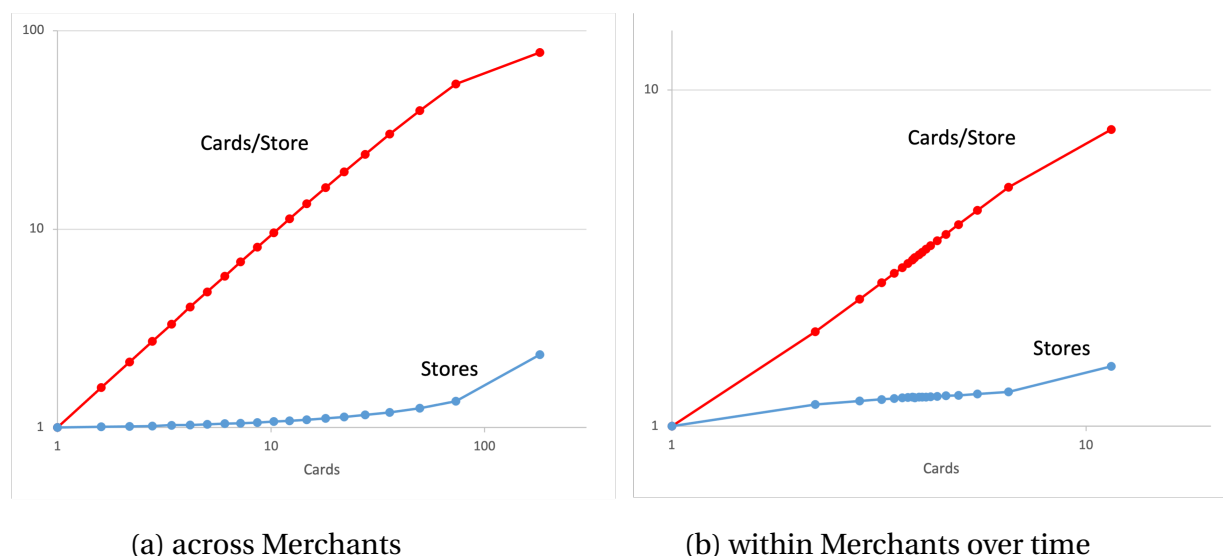 100
10
1
Cards/Store
Stores
1
10
100
Cards
(a) across Merchants
10
1
Cards/Store
Stores
1
10
Cards
(b) within Merchants over time